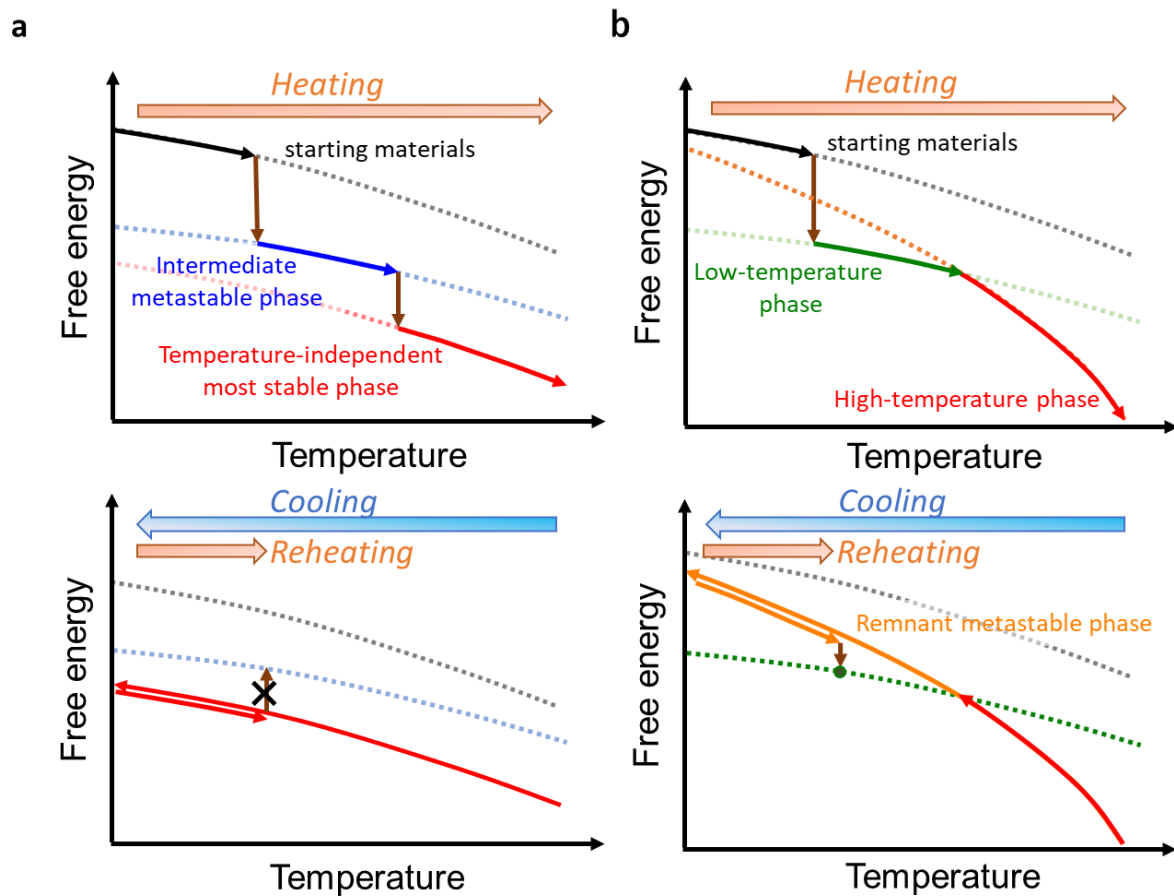 a
Heating
starting materials
Intermediate
metastable phase
Temperature-independent
most stable phase
Free energy
Temperature
Cooling
Reheating
Free energy
Temperature
b
Heating
starting materials
Low-temperature
phase
High-temperature phase
Free energy
Temperature
Cooling
Reheating
Remnant metastable phase
Free energy
Temperature